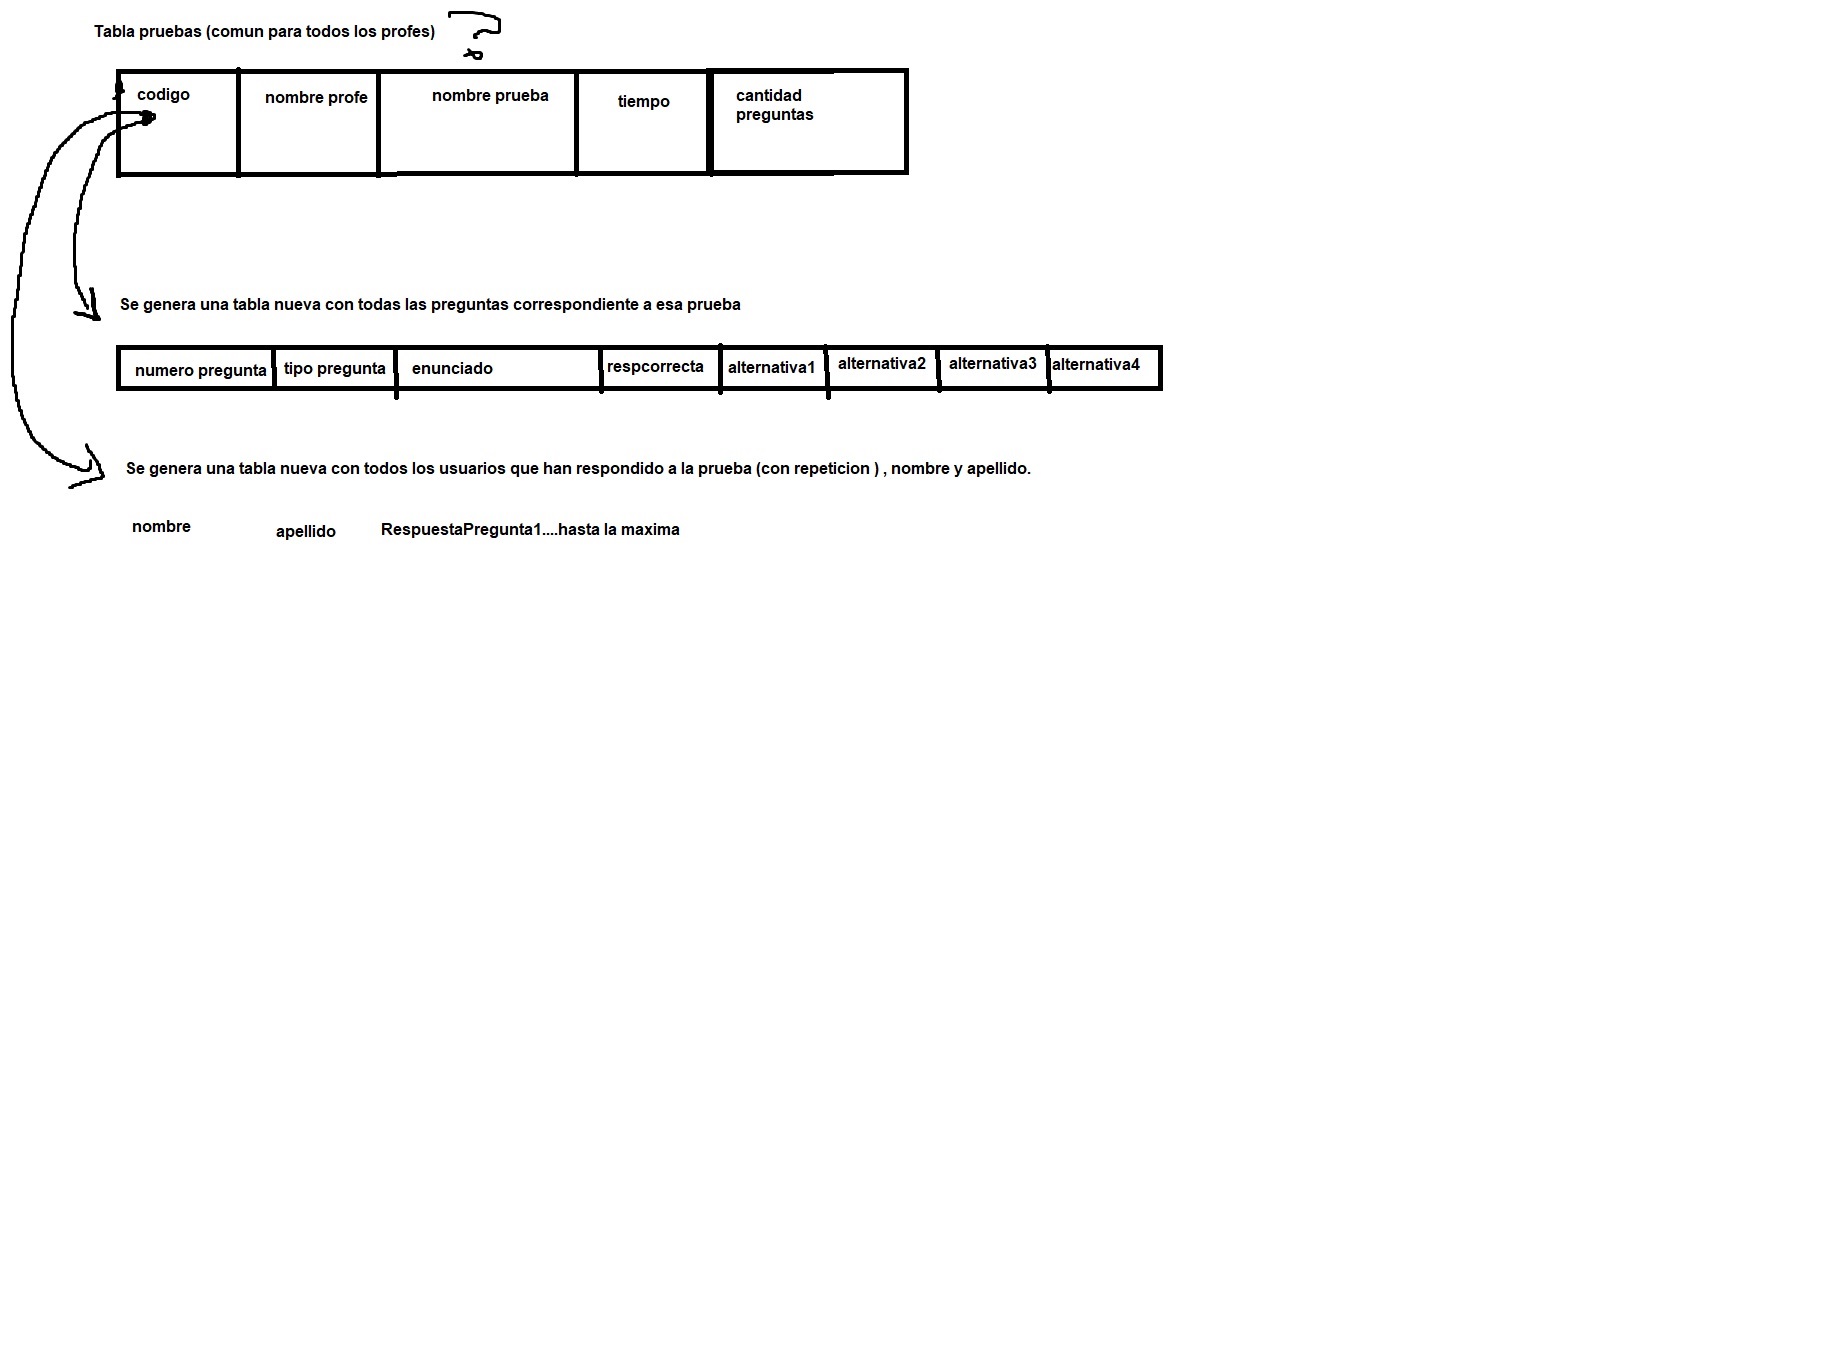 Tabla pruebas (comun para todos los profes) ?
codigo
nombre profe
nombre prueba
tiempo
cantidad
preguntas
Se genera una tabla nueva con todas las preguntas correspondiente a esa prueba
numero pregunta
tipo pregunta
enunciado
respcorrecta
alternativa1
alternativa2
alternativa3
alternativa4
Se genera una tabla nueva con todos los usuarios que han respondido a la prueba (con repeticion ) , nombre y apellido.
nombre
apellido
RespuestaPregunta1....hasta la maxima